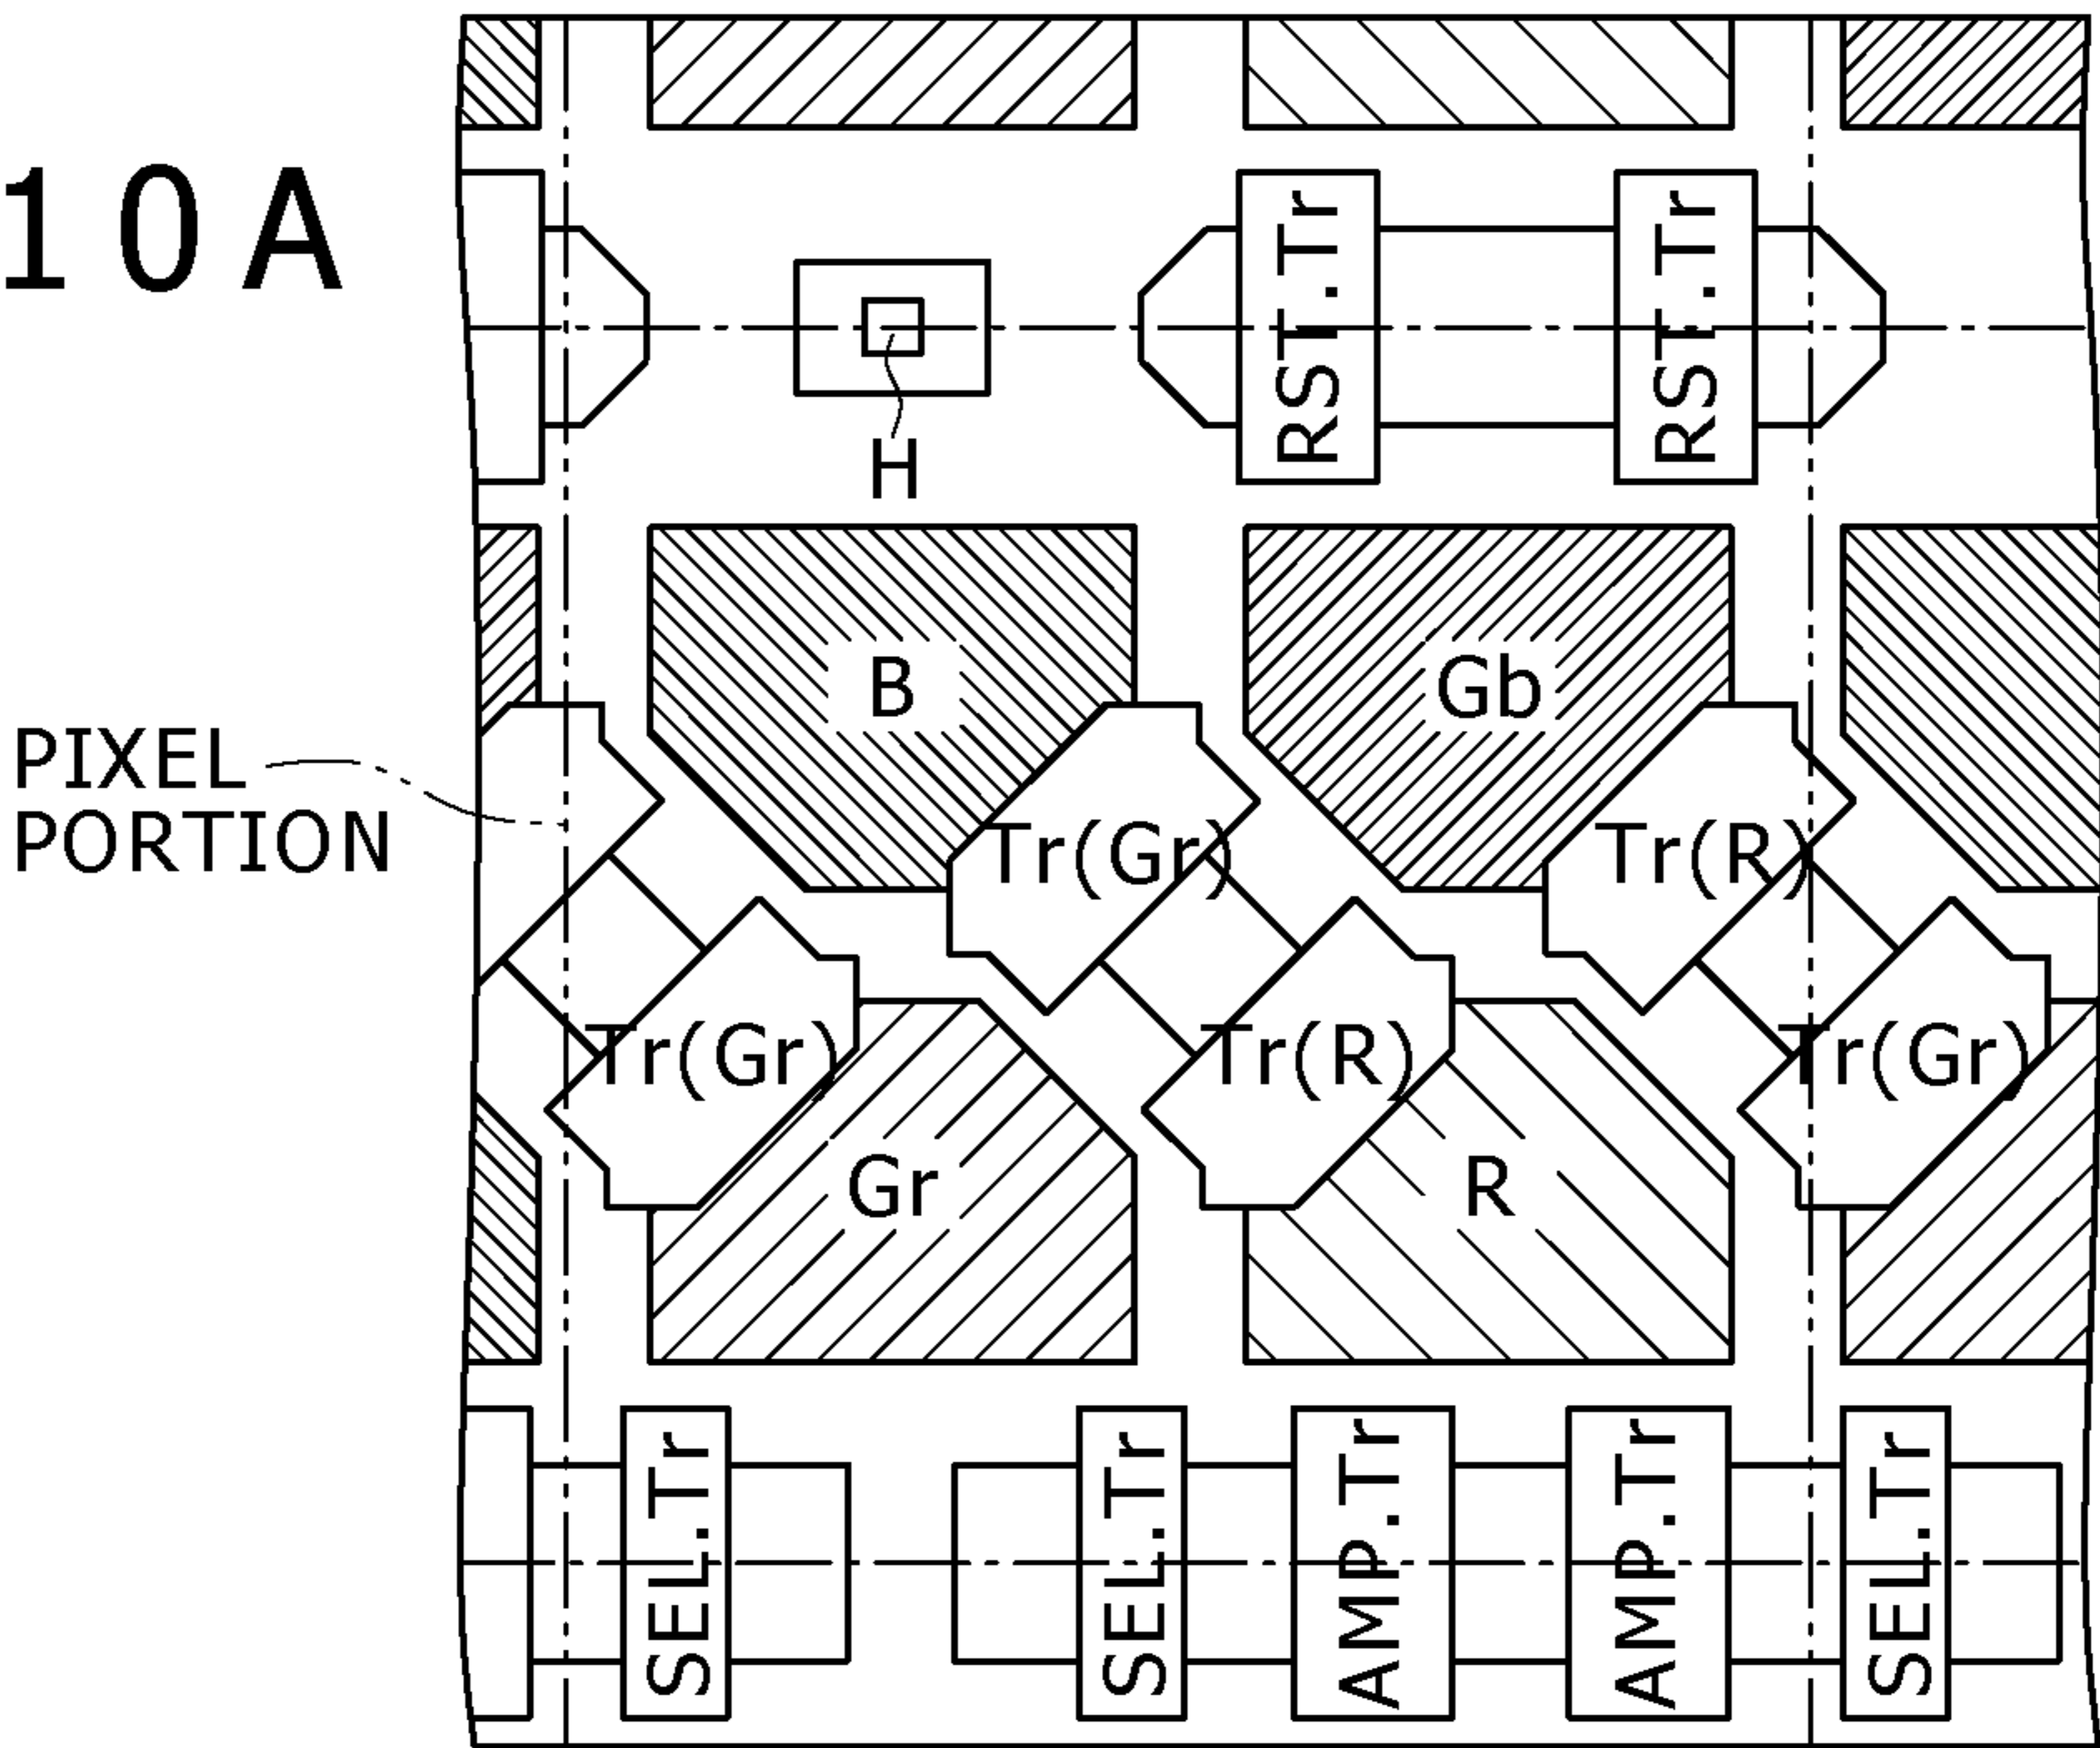 10A
RST.Tr
RST.Tr
H
B
Gb
PIXEL
PORTION
Tr(Gr)
Tr(R)
Tr(Gr)
Tr(R)
Tr(Gr)
Gr
R
SEL.Tr
SEL.Tr
AMP.Tr
AMP.Tr
SEL.Tr